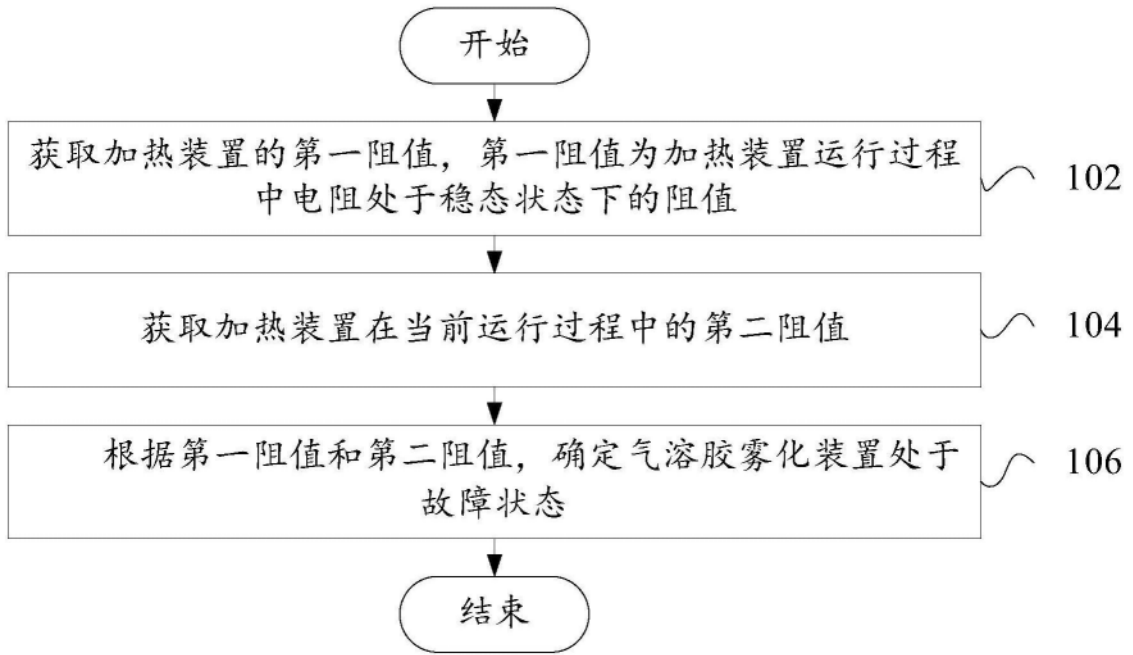 开始
获取加热装置的第一阻值，第一阻值为加热装置运行过程
中电阻处于稳态状态下的阻值
102
获取加热装置在当前运行过程中的第二阻值
104
根据第一阻值和第二阻值，确定气溶胶雾化装置处于
故障状态
106
结束